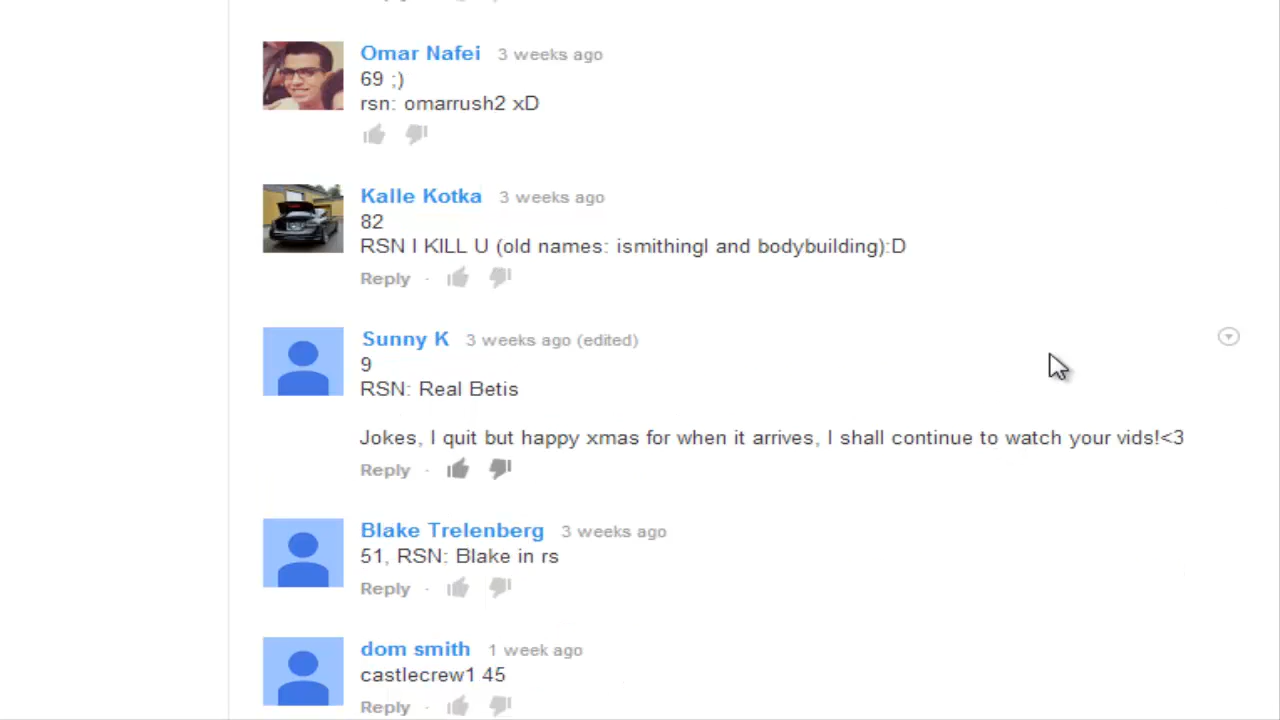 Omar Nafei 3 weeks ago
69 ;)
rsn: omarrush2 xD
Kalle Kotka 3 weeks ago
82
RSN I KILL U (old names: ismithingl and bodybuilding):D
Reply ·
Sunny K 3 weeks ago (edited)
9
RSN: Real Betis
Jokes, I quit but happy xmas for when it arrives, I shall continue to watch your vids!<3
Reply ·
Blake Trelenberg 3 weeks ago
51, RSN: Blake in rs
Reply ·
dom smith 1 week ago
castlecrew1 45
Reply ·